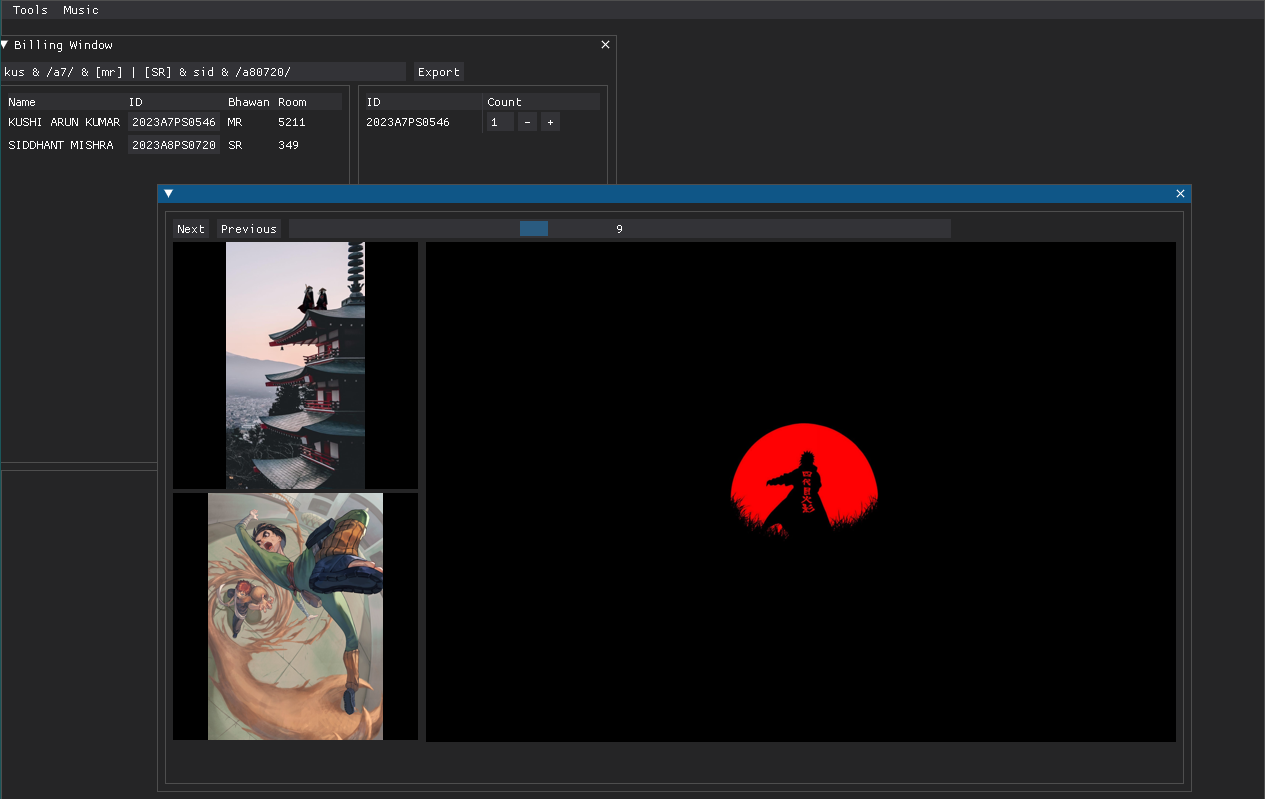 Tools Music
Billing Window
kus & /a7/ & [mr] | [SR] & sid & /a80720/ Export
Name ID Bhawan Room
KUSHI ARUN KUMAR 2023A7PS0546 MR 5211
SIDDHANT MISHRA 2023A8PS0720 SR 349
ID Count
2023A7PS0546 1 - +
Next Previous 9
四代目火影